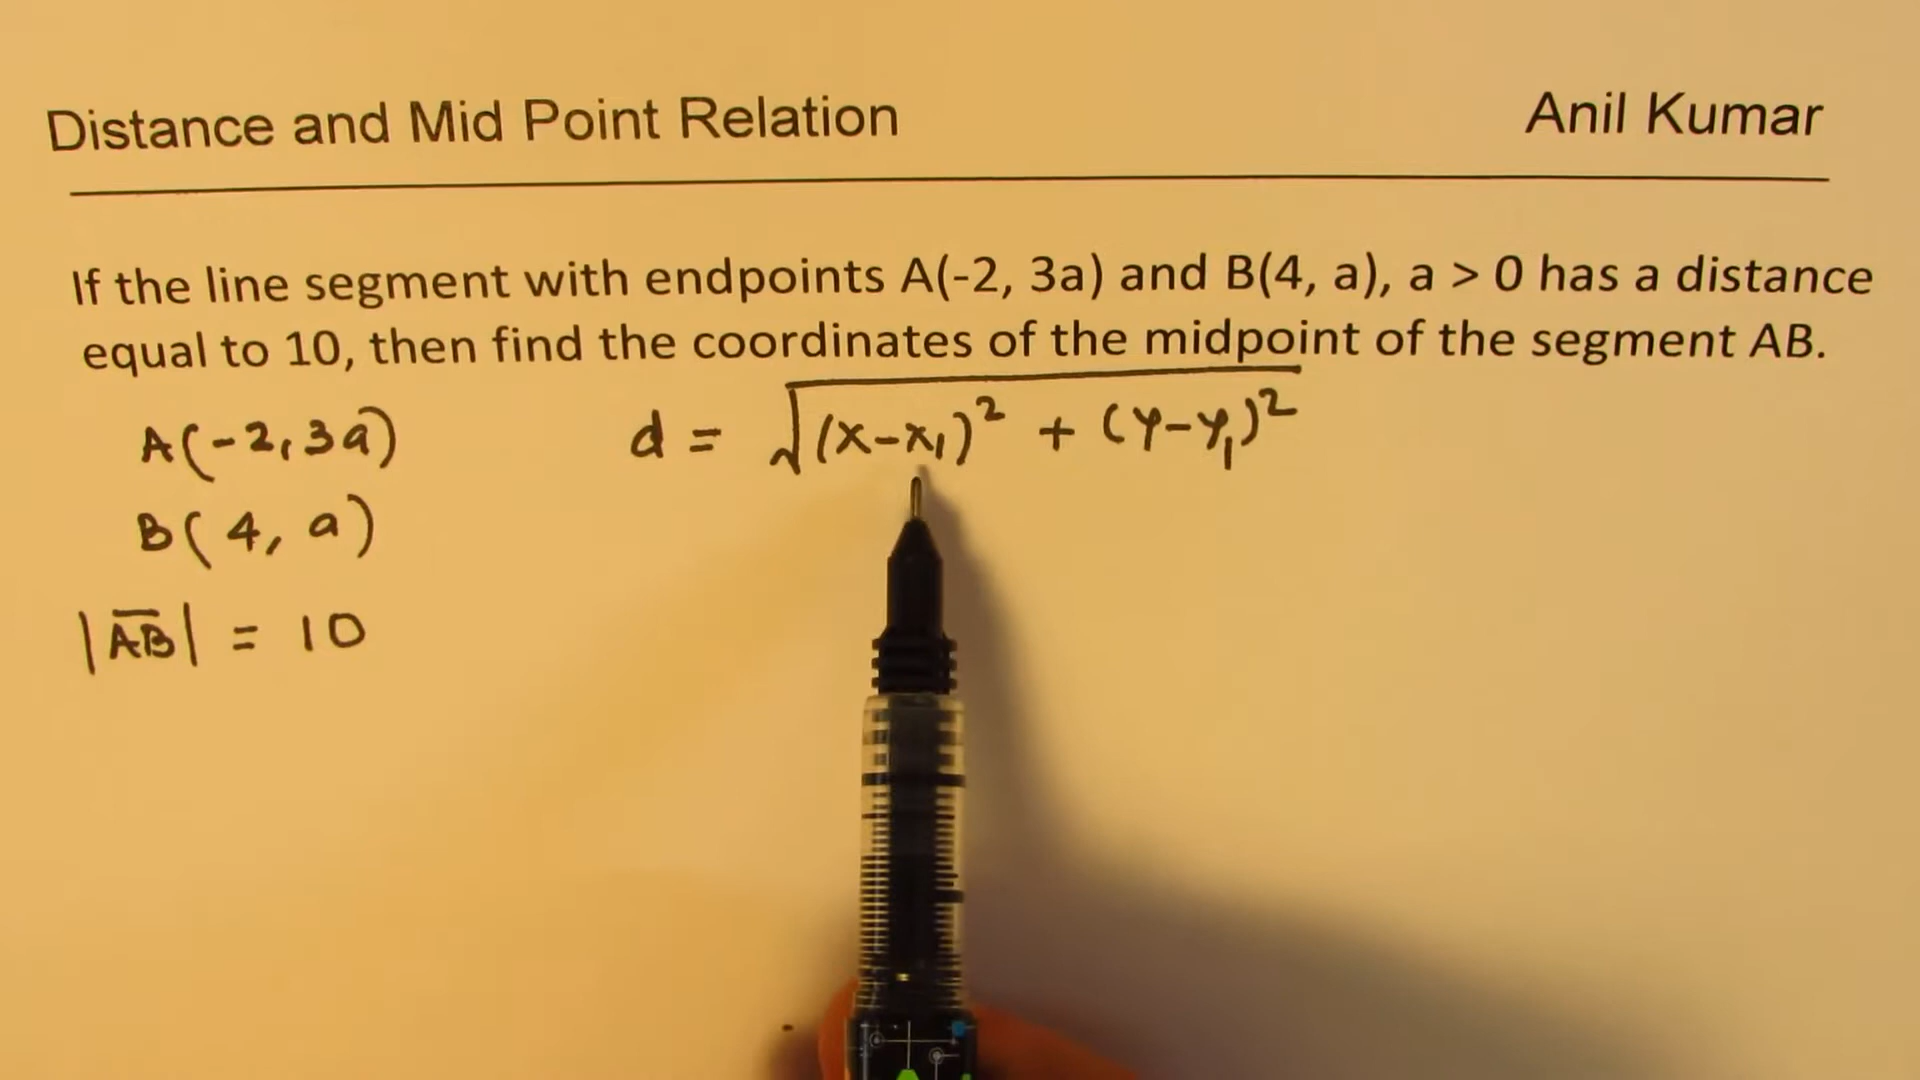 Distance and Mid Point Relation Anil Kumar
If the line segment with endpoints A(-2, 3a) and B(4, a), a > 0 has a distance
equal to 10, then find the coordinates of the midpoint of the segment AB.
A(-2, 3a) d = √(x-x₁)² + (y-y₁)²
B(4, a)
|A̅B̅| = 10